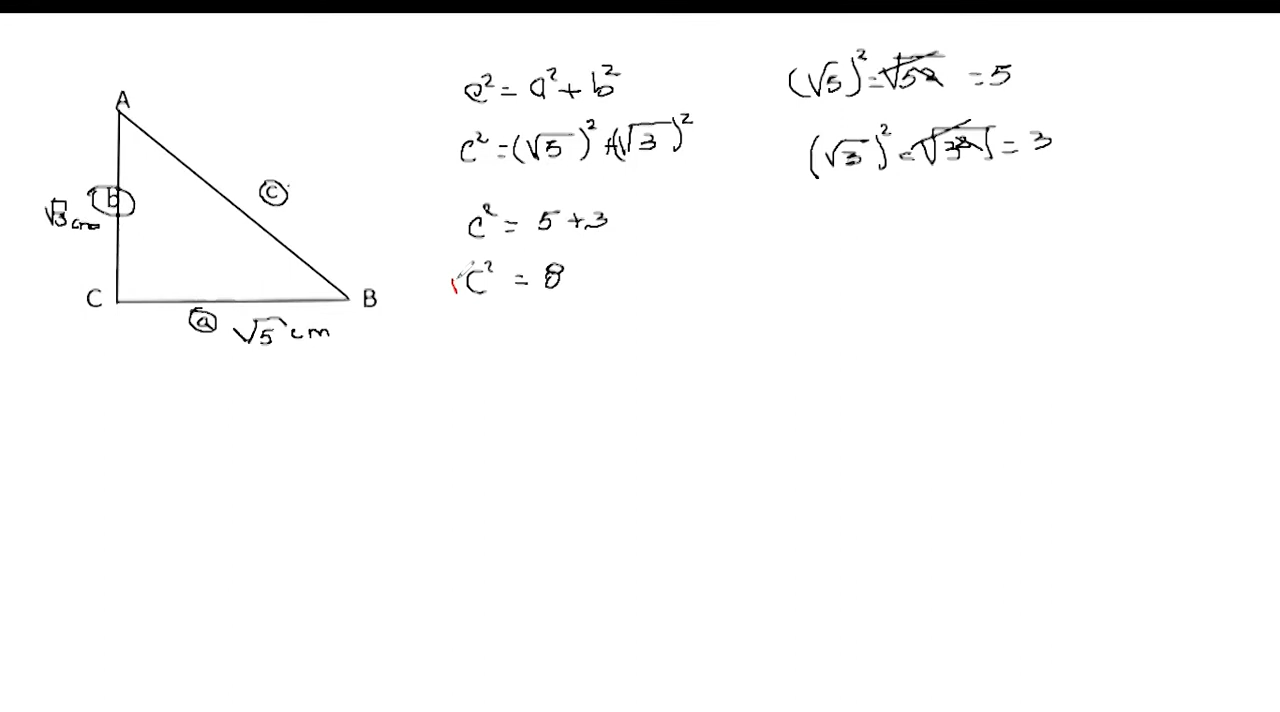 A
b
√3 cm
c
C
B
a √5 cm
c² = a² + b²
c² = (√5)² + (√3)²
c² = 5 + 3
c² = 8
(√5)² = √5² = 5
(√3)² = √3² = 3